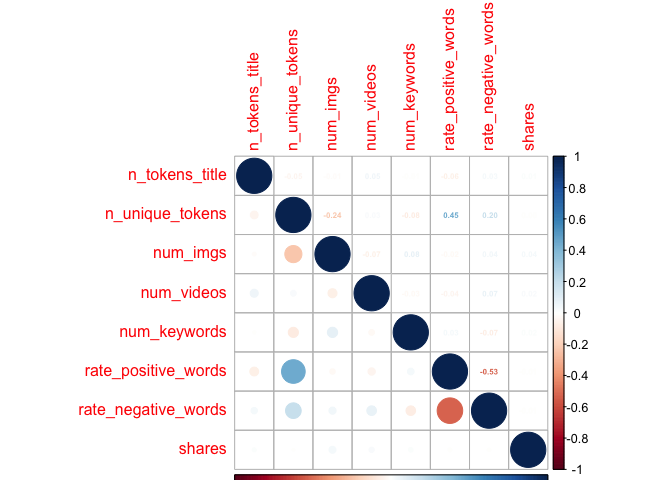 n_tokens_title
n_unique_tokens
num_imgs
num_videos
num_keywords
rate_positive_words
rate_negative_words
shares
1
n_tokens_title
0.8
n_unique_tokens -0.24 0.45 0.20
0.6
num_imgs
0.4
num_videos
0.2
0
num_keywords
-0.2
rate_positive_words -0.53
-0.4
rate_negative_words
-0.6
-0.8
shares
-1